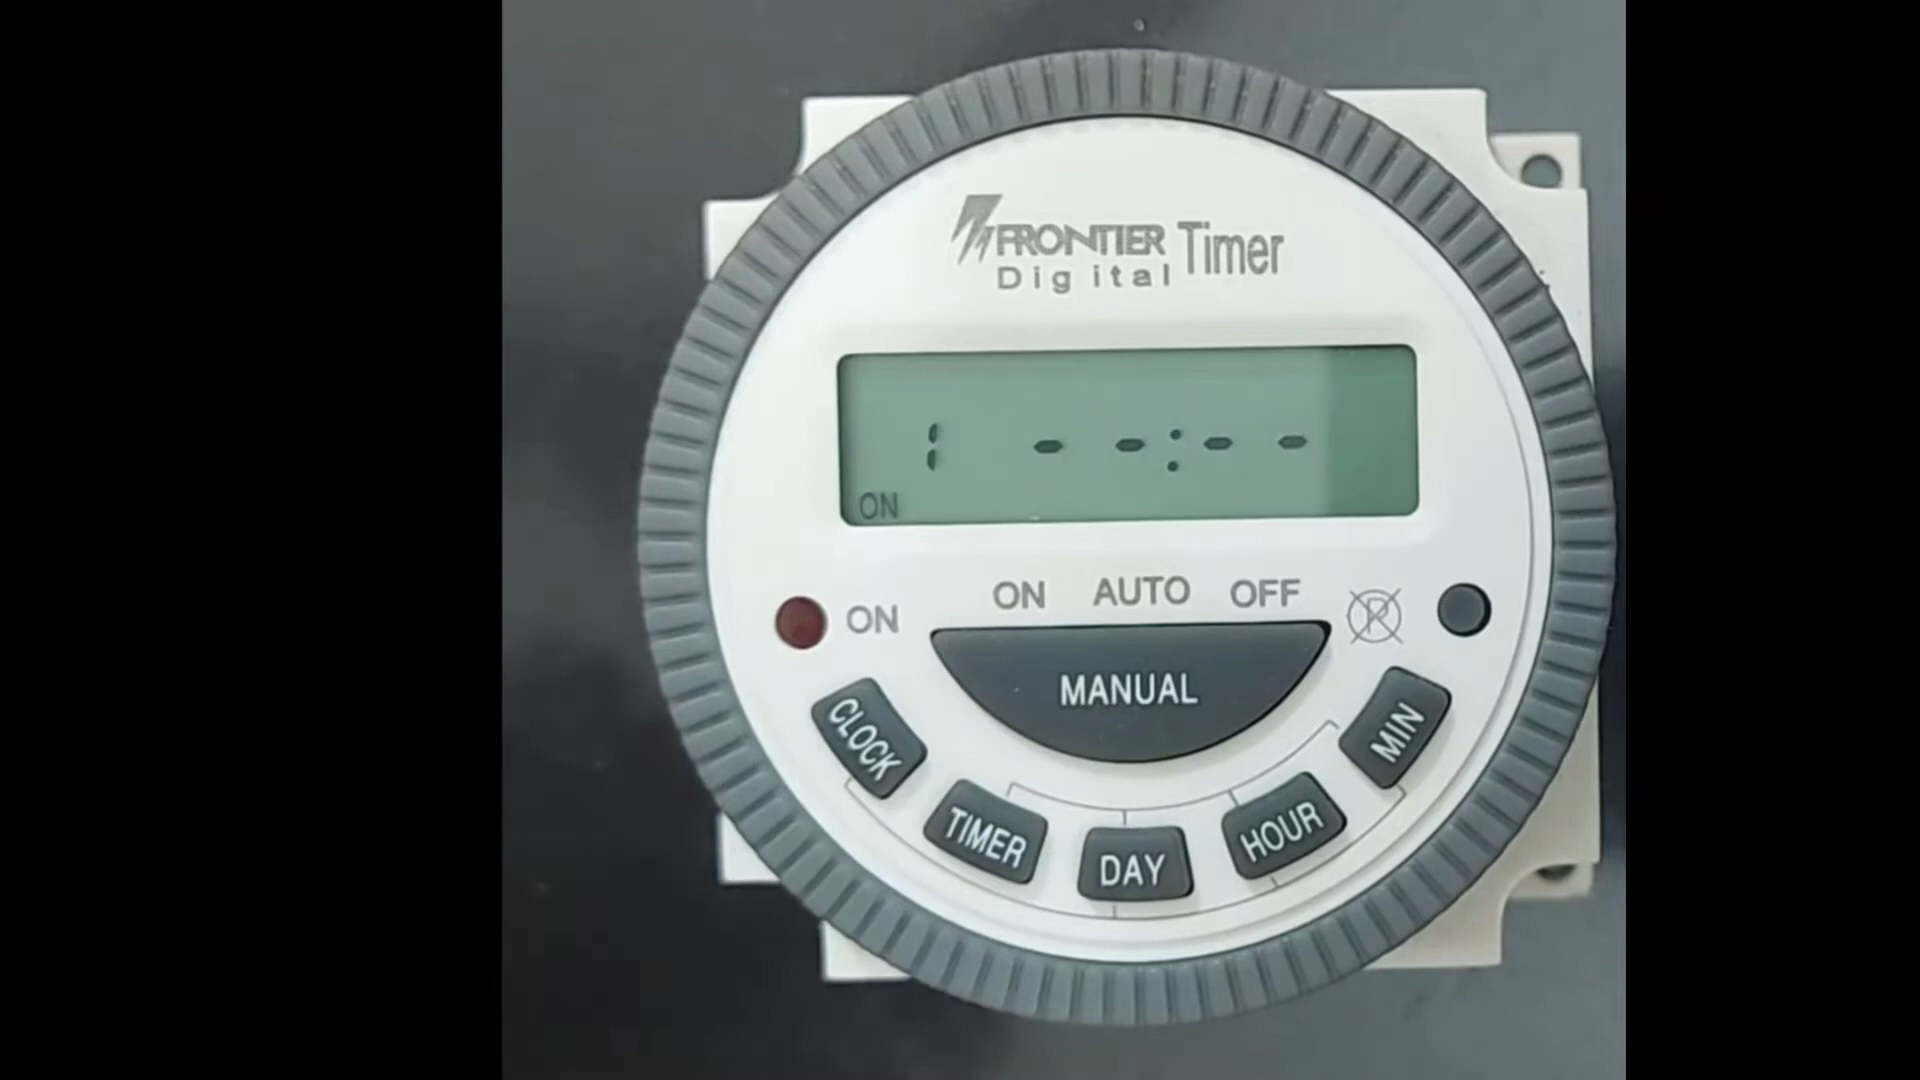 FRONTIER Timer
Digital
1 - -:- -
ON
ON AUTO OFF
ON
R
MANUAL
CLOCK
TIMER
DAY
HOUR
MIN